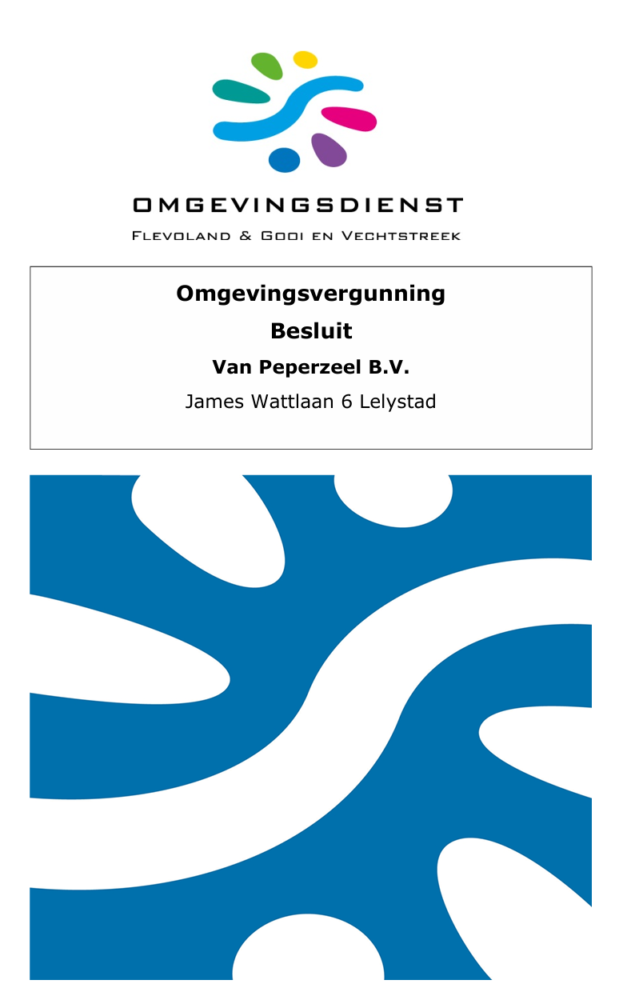 OMGEVINGSDIENST
FLEVOLAND & GOOI EN VECHTSTREEK
Omgevingsvergunning
Besluit
Van Peperzeel B.V.
James Wattlaan 6 Lelystad